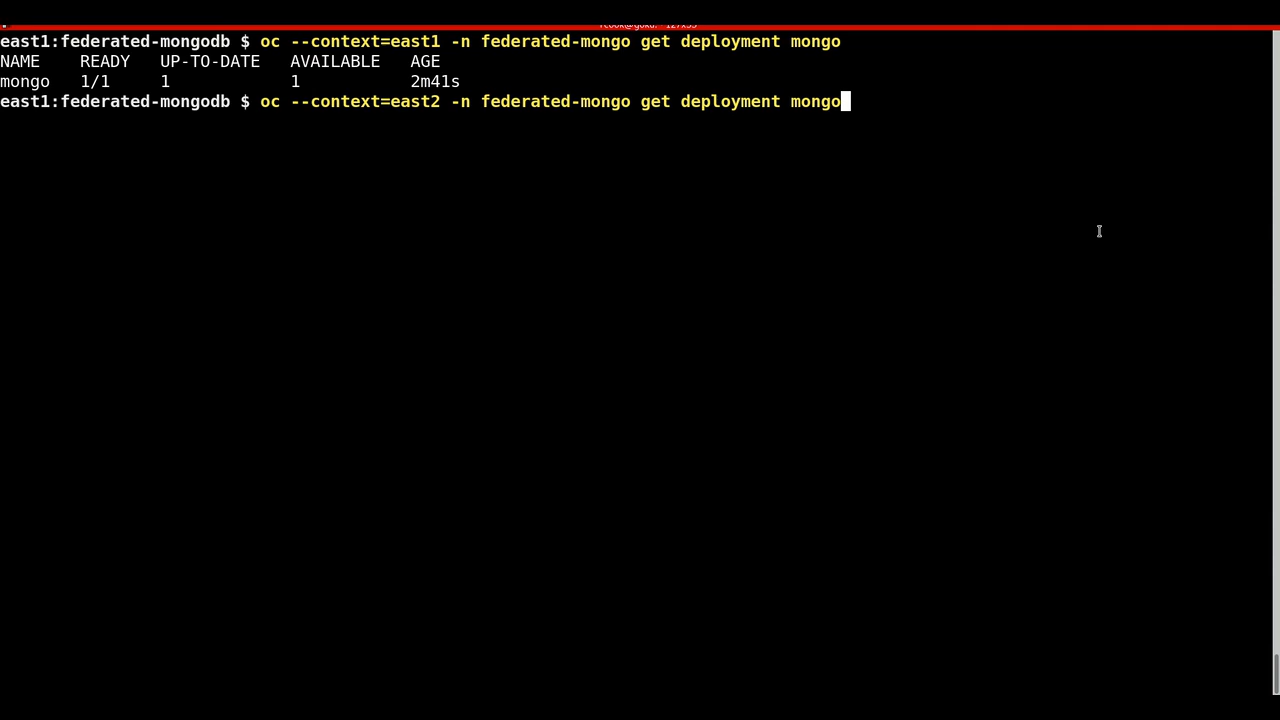 east1:federated-mongodb $ oc --context=east1 -n federated-mongo get deployment mongo
NAME    READY   UP-TO-DATE   AVAILABLE   AGE
mongo   1/1     1            1           2m41s
east1:federated-mongodb $ oc --context=east2 -n federated-mongo get deployment mongo